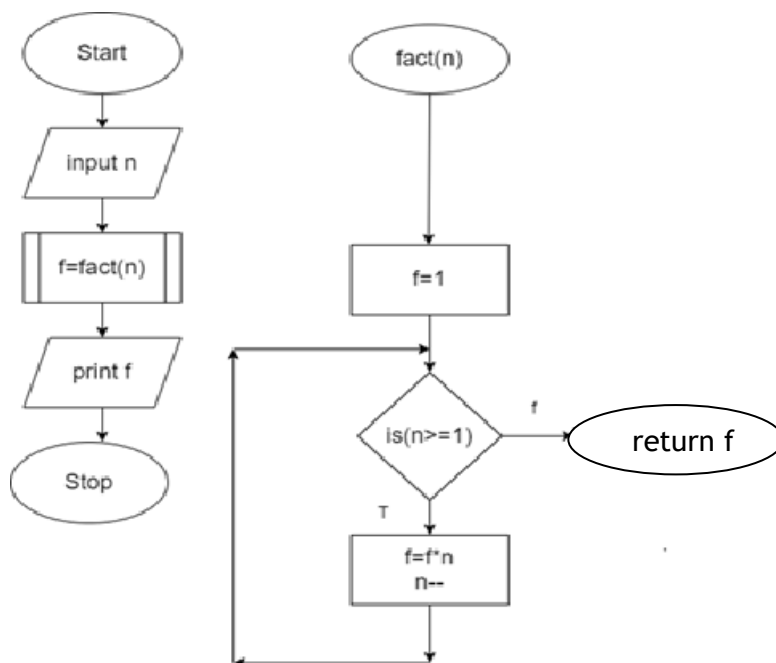 Start
input n
f=fact(n)
print f
Stop
fact(n)
f=1
is(n>=1)
f
return f
T
f=f*n
n--